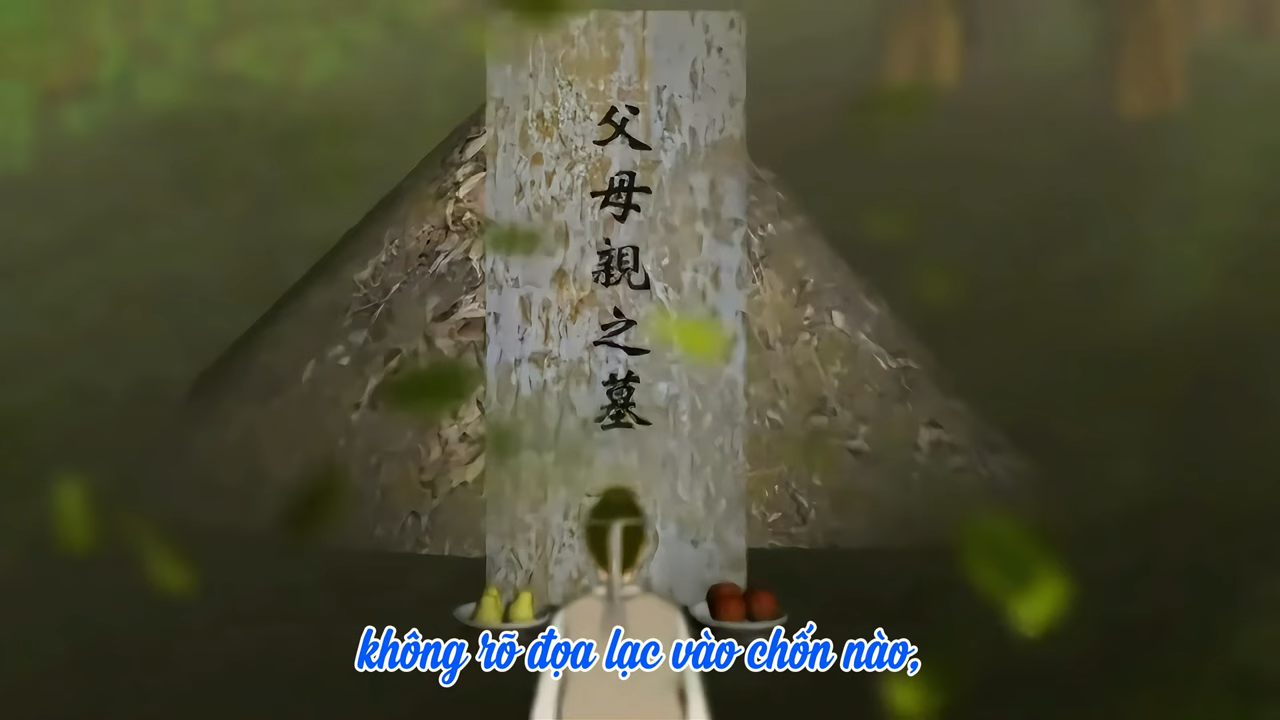 父母親之墓
không rõ đọa lạc vào chốn nào,